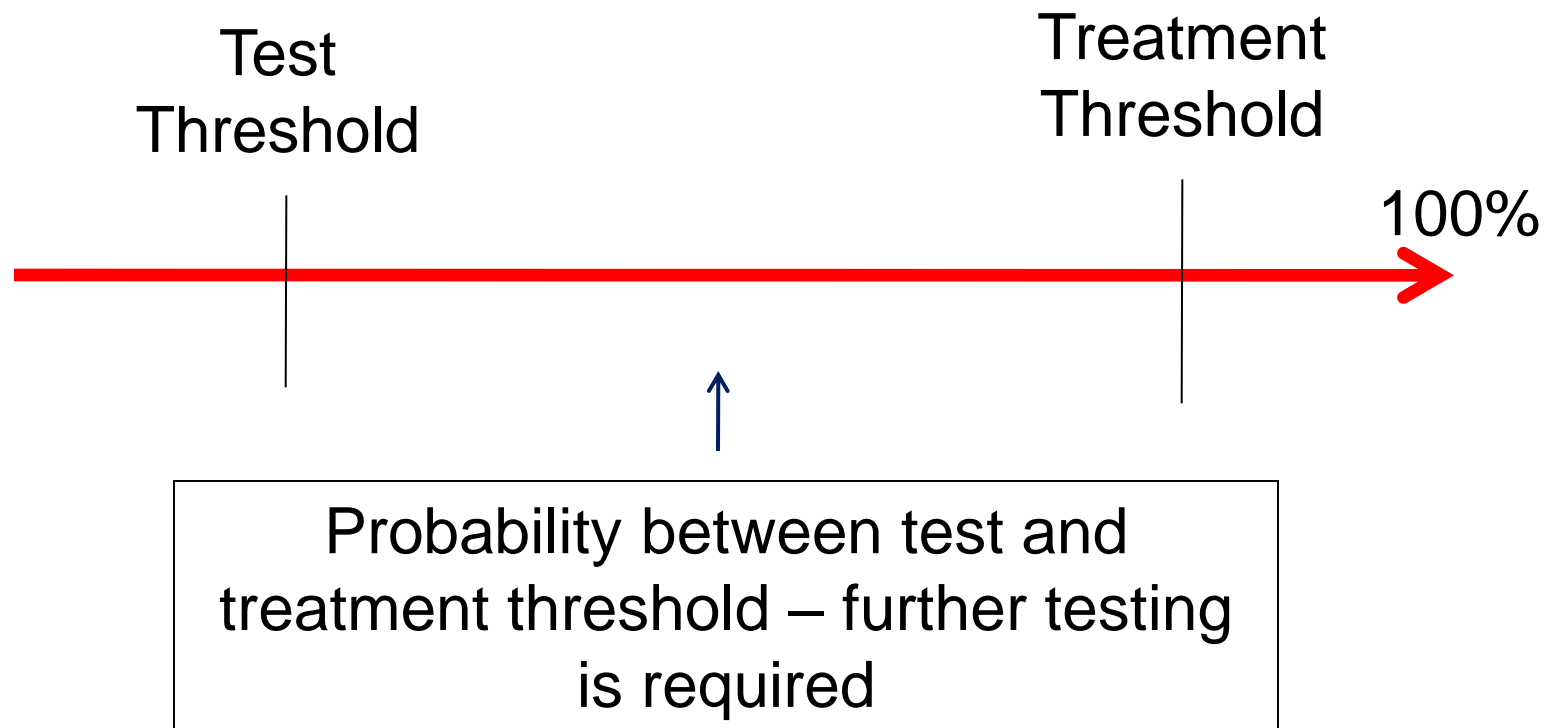 Test
Threshold
Treatment
Threshold
100%
Probability between test and
treatment threshold – further testing
is required